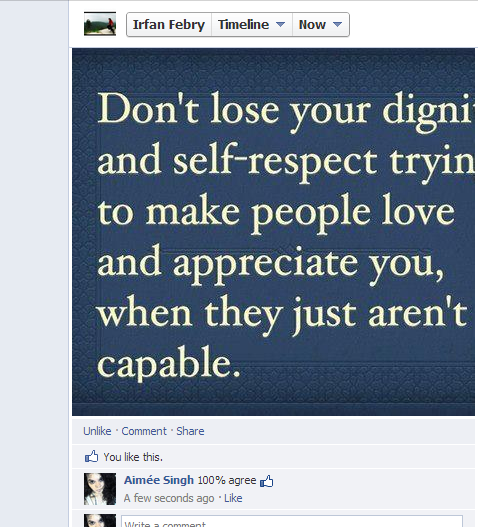 Irfan Febry Timeline Now
Don't lose your digni
and self-respect tryin
to make people love
and appreciate you,
when they just aren't
capable.
Unlike · Comment · Share
You like this.
Aimée Singh 100% agree
A few seconds ago · Like
Write a comment